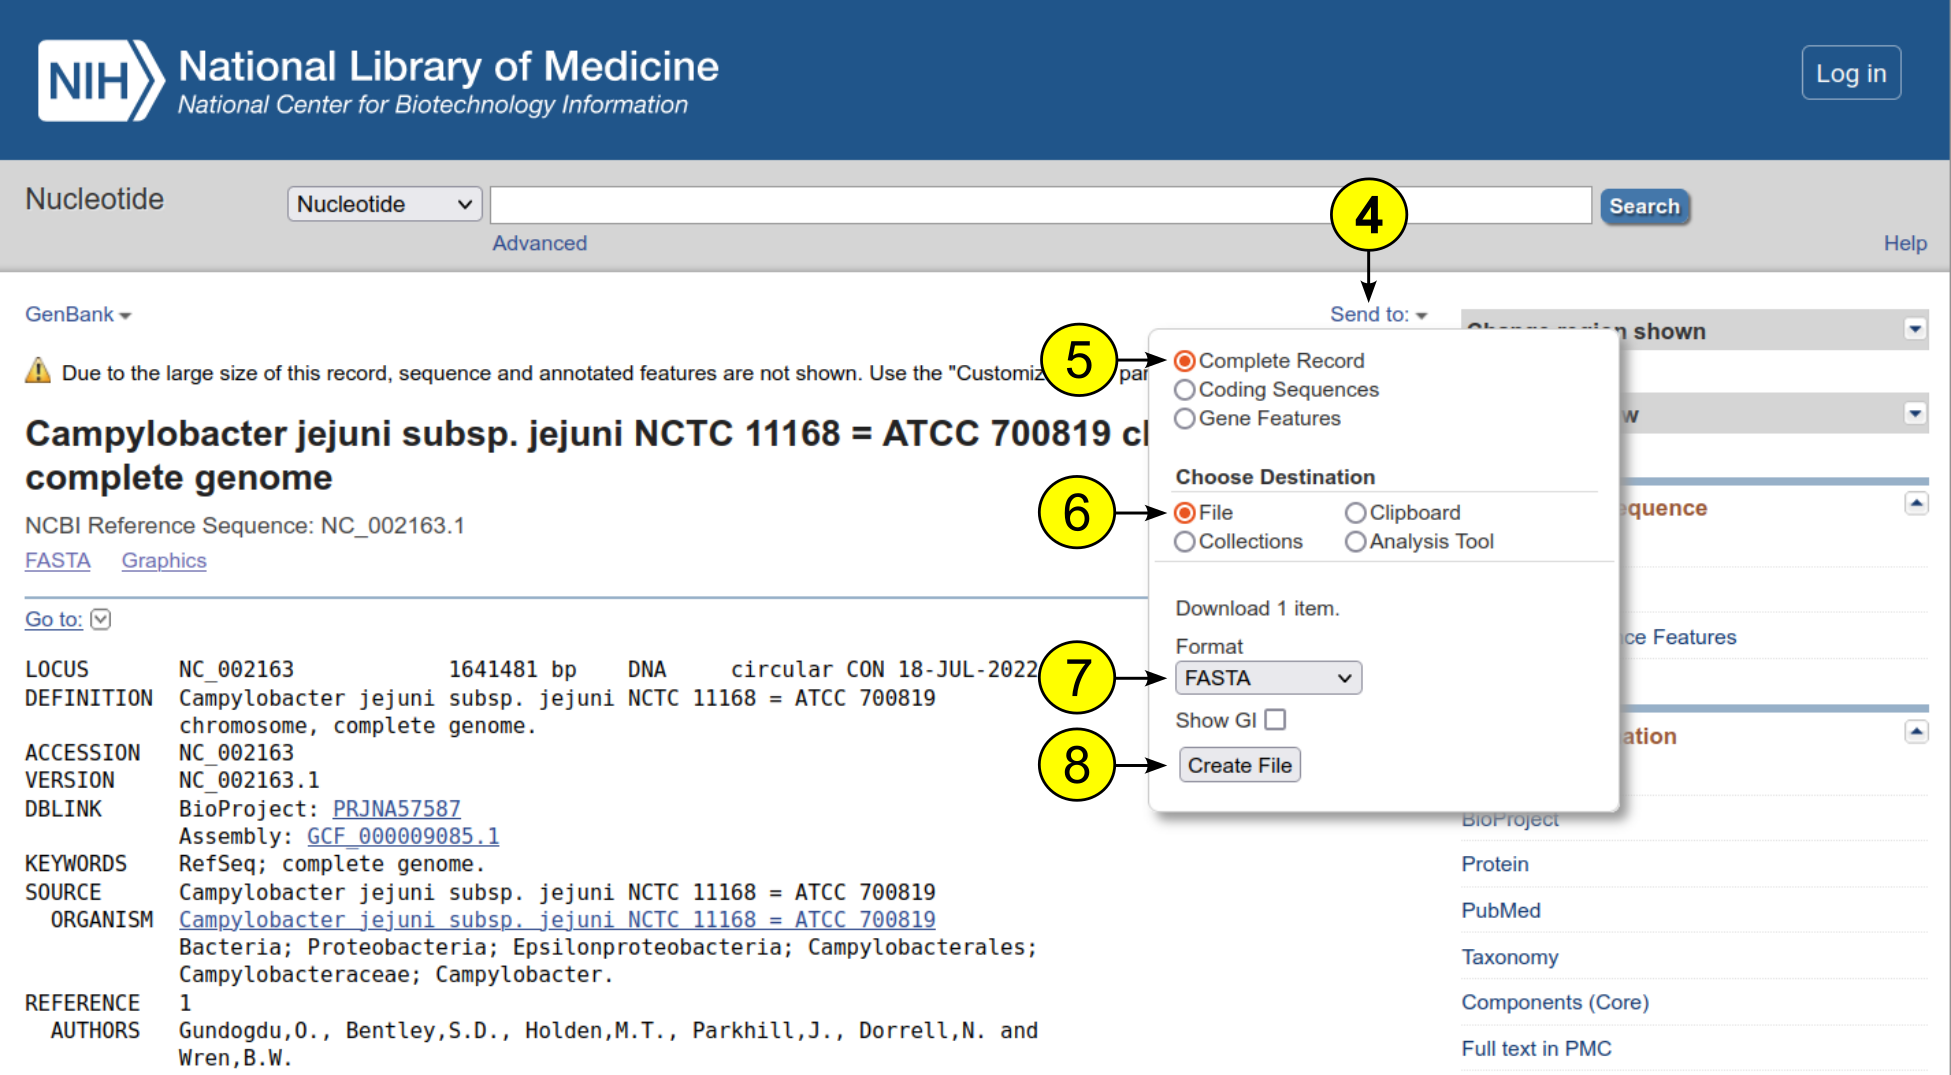 NIH National Library of Medicine
National Center for Biotechnology Information
Log in
Nucleotide
Nucleotide
Search
Advanced
Help
4
GenBank
Send to:
Change region shown
5
Complete Record
Coding Sequences
Gene Features
Due to the large size of this record, sequence and annotated features are not shown. Use the "Customiz
Campylobacter jejuni subsp. jejuni NCTC 11168 = ATCC 700819
complete genome
NCBI Reference Sequence: NC_002163.1
FASTA Graphics
Choose Destination
6
File
Clipboard
Collections
Analysis Tool
equence
Download 1 item.
Format
7
FASTA
Show GI
8
Create File
ce Features
ation
Go to:
LOCUS NC_002163 1641481 bp DNA circular CON 18-JUL-2022
DEFINITION Campylobacter jejuni subsp. jejuni NCTC 11168 = ATCC 700819
chromosome, complete genome.
ACCESSION NC_002163
VERSION NC_002163.1
DBLINK BioProject: PRJNA57587
Assembly: GCF_000009085.1
KEYWORDS RefSeq; complete genome.
SOURCE Campylobacter jejuni subsp. jejuni NCTC 11168 = ATCC 700819
ORGANISM Campylobacter jejuni subsp. jejuni NCTC 11168 = ATCC 700819
Bacteria; Proteobacteria; Epsilonproteobacteria; Campylobacterales;
Campylobacteraceae; Campylobacter.
REFERENCE 1
AUTHORS Gundogdu,O., Bentley,S.D., Holden,M.T., Parkhill,J., Dorrell,N. and
Wren,B.W.
BioProject
Protein
PubMed
Taxonomy
Components (Core)
Full text in PMC